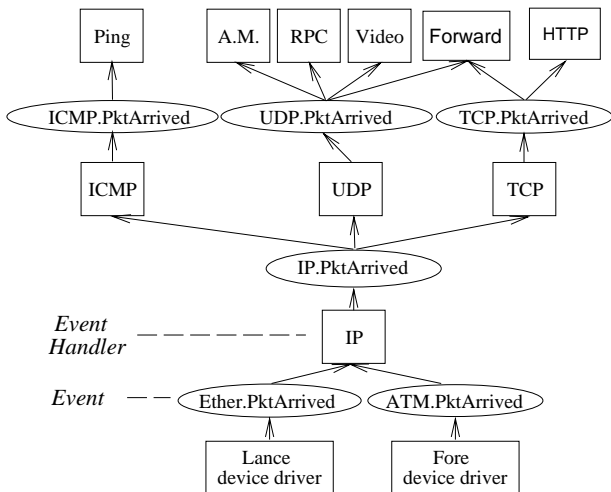 Ping
A.M.
RPC
Video
Forward
HTTP
ICMP.PktArrived
UDP.PktArrived
TCP.PktArrived
ICMP
UDP
TCP
IP.PktArrived
Event
Handler
IP
Event
Ether.PktArrived
ATM.PktArrived
Lance
device driver
Fore
device driver